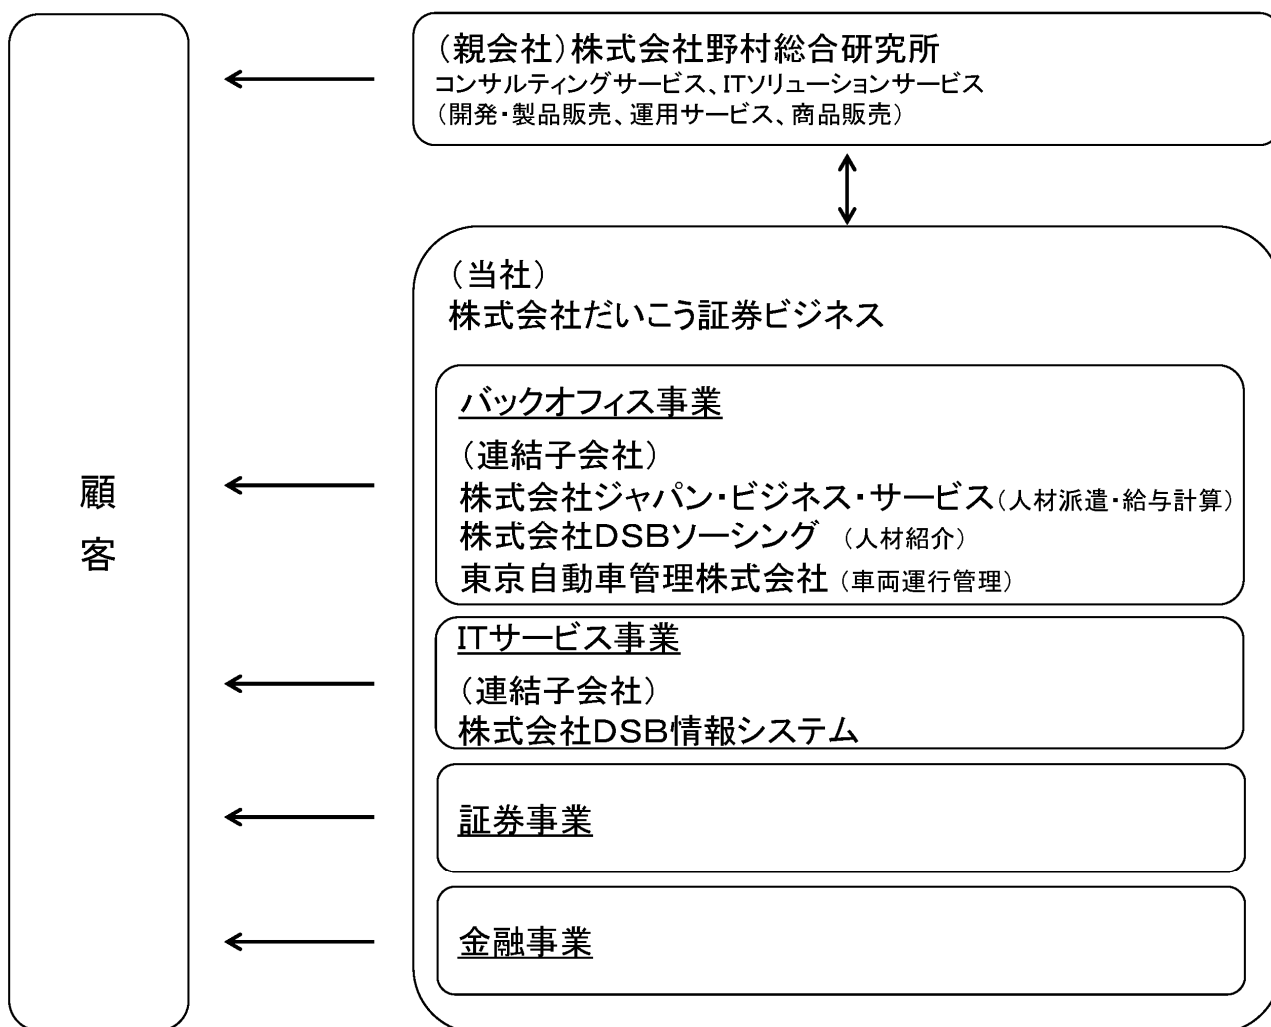 顧
客
(親会社)株式会社野村総合研究所
コンサルティングサービス、ITソリューションサービス
(開発・製品販売、運用サービス、商品販売)
(当社)
株式会社だいこう証券ビジネス
バックオフィス事業
(連結子会社)
株式会社ジャパン・ビジネス・サービス(人材派遣・給与計算)
株式会社DSBソーシング (人材紹介)
東京自動車管理株式会社(車両運行管理)
ITサービス事業
(連結子会社)
株式会社DSB情報システム
証券事業
金融事業